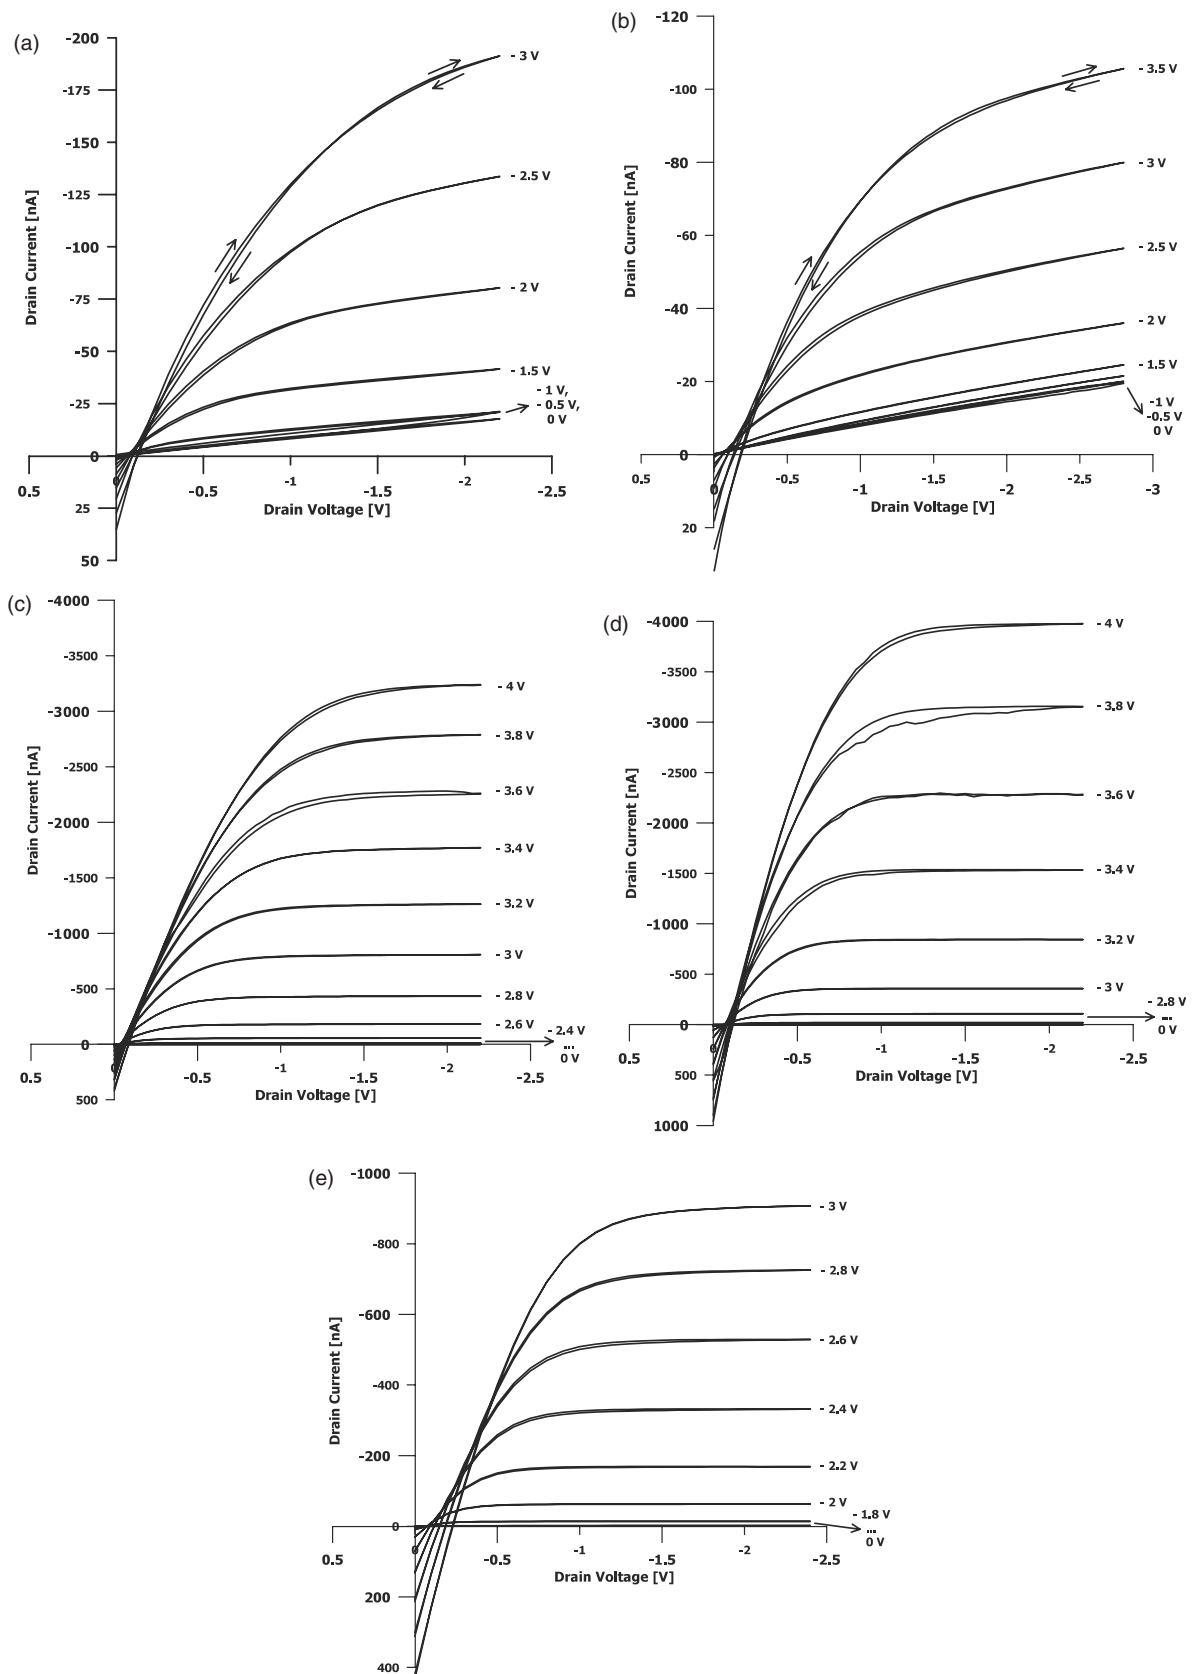 (a)
-200
-175
-150
-125
-100
-75
-50
-25
0
25
50
Drain Current [nA]
- 3 V
- 2.5 V
- 2 V
- 1.5 V
- 1 V,
- 0.5 V,
0 V
0.5
0
-0.5
-1
-1.5
-2
-2.5
Drain Voltage [V]
(b)
-120
-100
-80
-60
-40
-20
0
20
Drain Current [nA]
- 3.5 V
- 3 V
- 2.5 V
- 2 V
- 1.5 V
-1 V
-0.5 V
0 V
0.5
0
-0.5
-1
-1.5
-2
-2.5
-3
Drain Voltage [V]
(c)
-4000
-3500
-3000
-2500
-2000
-1500
-1000
-500
0
500
Drain Current [nA]
- 4 V
- 3.8 V
- 3.6 V
- 3.4 V
- 3.2 V
- 3 V
- 2.8 V
- 2.6 V
- 2.4 V
...
0 V
0.5
0
-0.5
-1
-1.5
-2
-2.5
Drain Voltage [V]
(d)
-4000
-3500
-3000
-2500
-2000
-1500
-1000
-500
0
500
1000
Drain Current [nA]
- 4 V
- 3.8 V
- 3.6 V
- 3.4 V
- 3.2 V
- 3 V
- 2.8 V
...
0 V
0.5
0
-0.5
-1
-1.5
-2
-2.5
Drain Voltage [V]
(e)
-1000
-800
-600
-400
-200
0
200
400
Drain Current [nA]
- 3 V
- 2.8 V
- 2.6 V
- 2.4 V
- 2.2 V
- 2 V
- 1.8 V
...
0 V
0.5
0
-0.5
-1
-1.5
-2
-2.5
Drain Voltage [V]